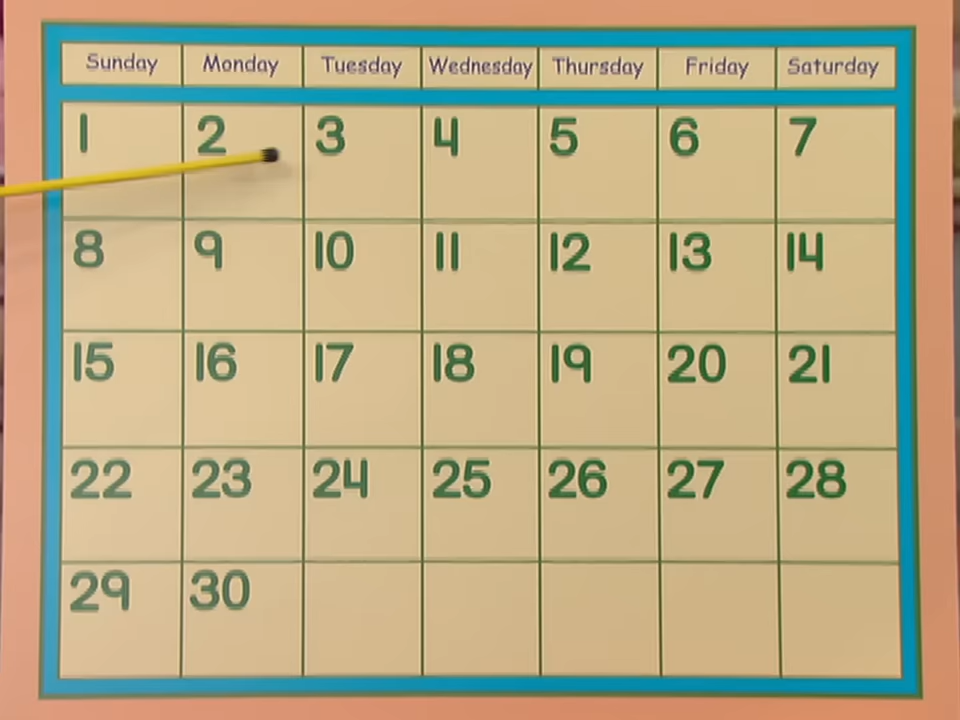 Sunday Monday Tuesday Wednesday Thursday Friday Saturday
1 2 3 4 5 6 7
8 9 10 11 12 13 14
15 16 17 18 19 20 21
22 23 24 25 26 27 28
29 30